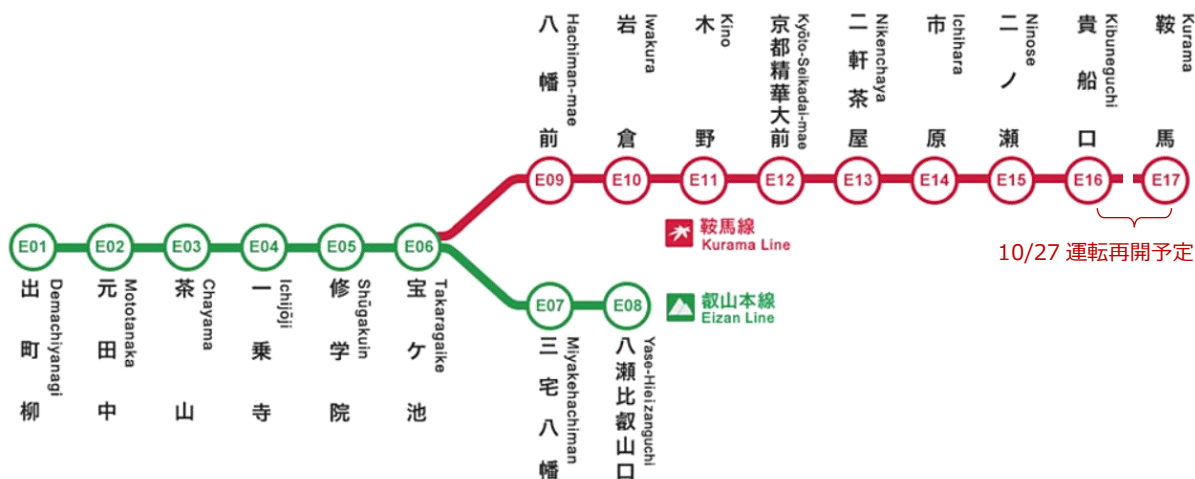 八幡前
Hachiman-mae
岩倉
Iwakura
木野
Kino
京都精華大前
Kyōto-Seikadai-mae
二軒茶屋
Nikenchaya
市原
Ichihara
二ノ瀬
Ninose
貴船口
Kibuneguchi
鞍馬
Kurama
E09
E10
E11
E12
E13
E14
E15
E16
E17
鞍馬線
Kurama Line
10/27 運転再開予定
E01
E02
E03
E04
E05
E06
出町柳
Demachiyanagi
元田中
Mototanaka
茶山
Chayama
一乗寺
Ichijōji
修学院
Shūgakuin
宝ケ池
Takaragaike
E07
E08
叡山本線
Eizan Line
三宅八幡
Miyakehachiman
八瀬比叡山口
Yase-Hieizanguchi